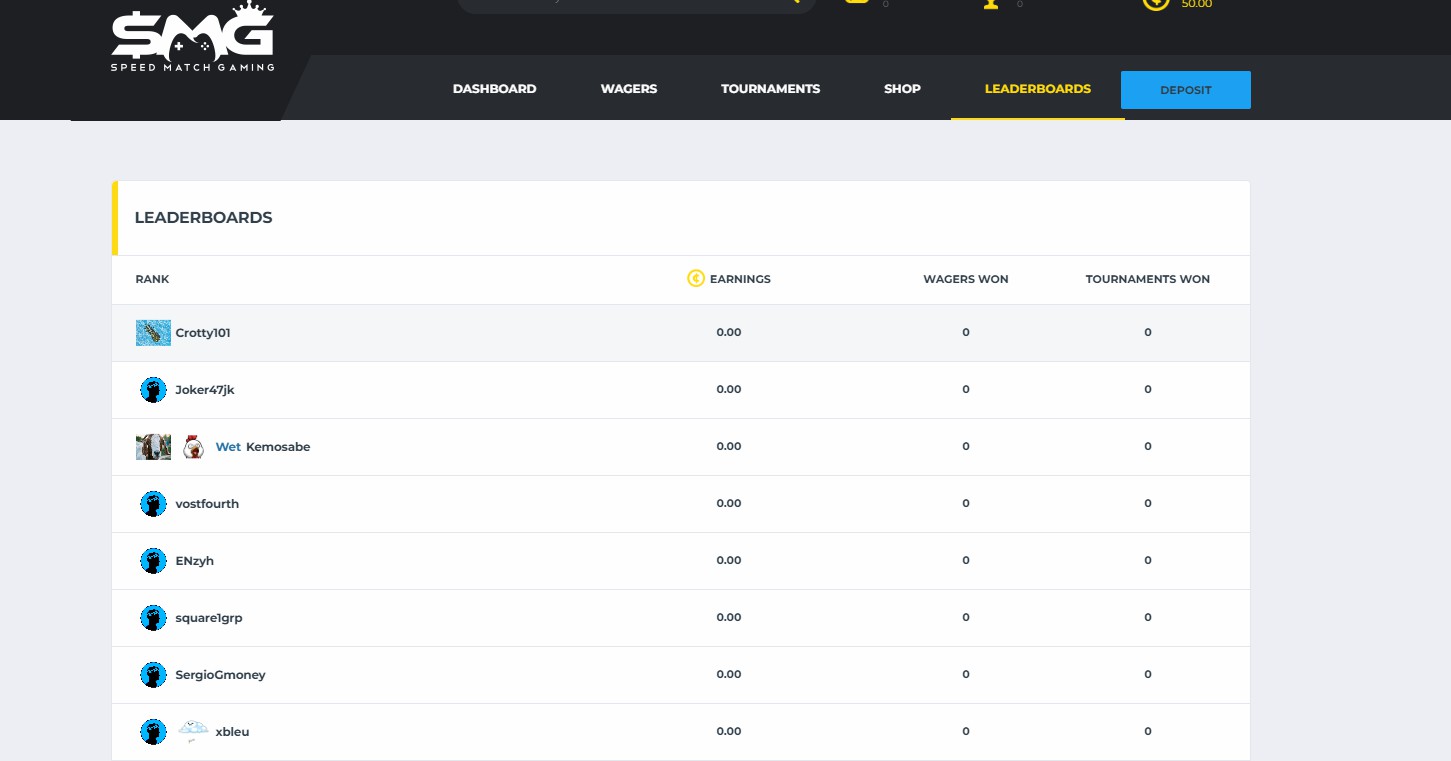 0
0
50.00
SMG
SPEED MATCH GAMING
DASHBOARD WAGERS TOURNAMENTS SHOP LEADERBOARDS DEPOSIT
LEADERBOARDS
RANK EARNINGS WAGERS WON TOURNAMENTS WON
Crotty101 0.00 0 0
Joker47jk 0.00 0 0
Wet Kemosabe 0.00 0 0
vostfourth 0.00 0 0
ENzyh 0.00 0 0
square1grp 0.00 0 0
SergioGmoney 0.00 0 0
xbleu 0.00 0 0